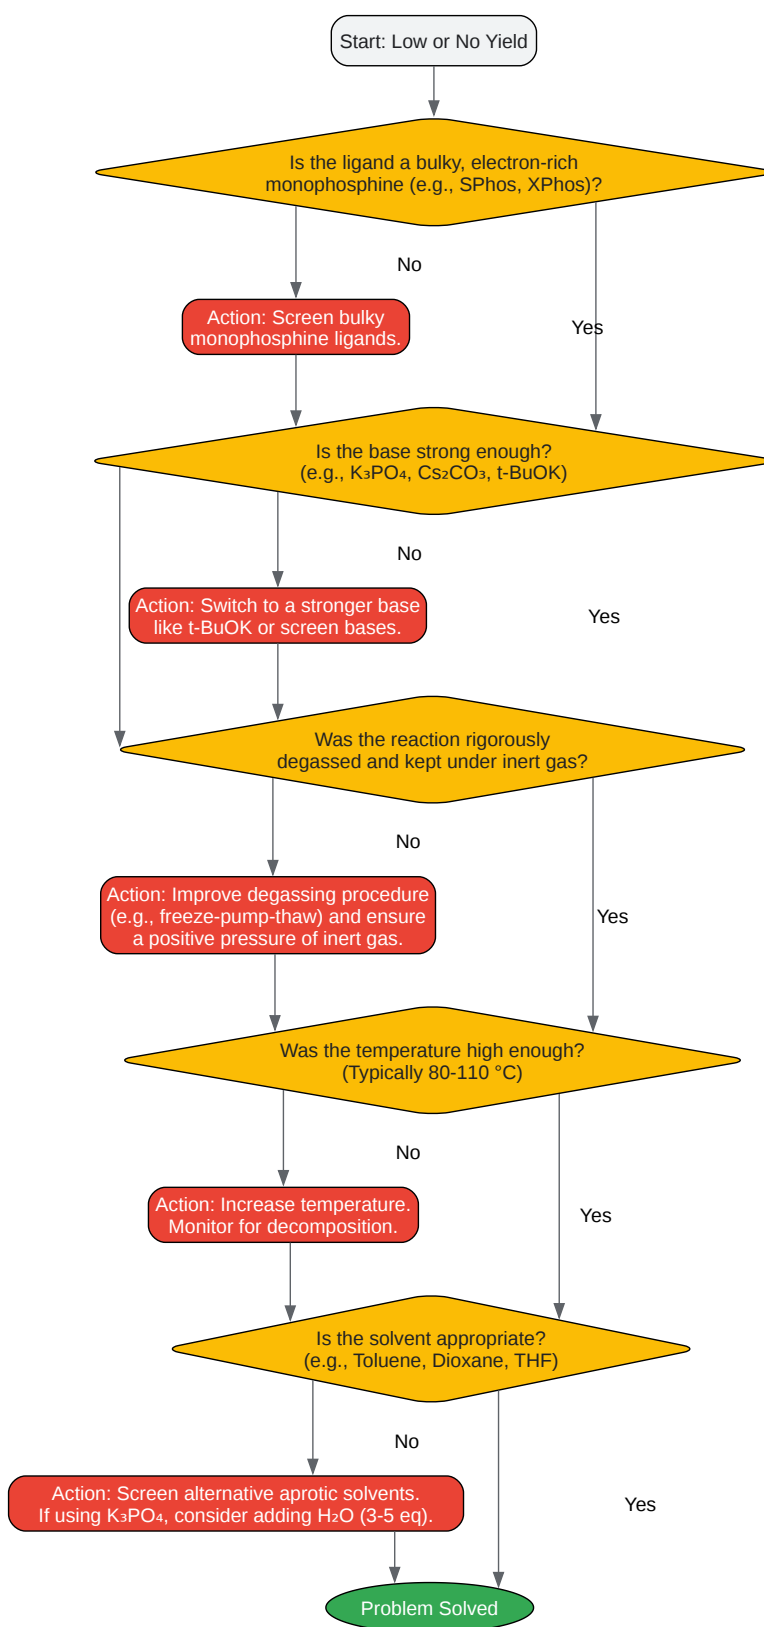 Start: Low or No Yield
Is the ligand a bulky, electron-rich
monophosphine (e.g., SPhos, XPhos)?
No
Action: Screen bulky
monophosphine ligands.
Yes
Is the base strong enough?
(e.g., K₃PO₄, Cs₂CO₃, t-BuOK)
No
Action: Switch to a stronger base
like t-BuOK or screen bases.
Yes
Was the reaction rigorously
degassed and kept under inert gas?
No
Action: Improve degassing procedure
(e.g., freeze-pump-thaw) and ensure
a positive pressure of inert gas.
Yes
Was the temperature high enough?
(Typically 80-110 °C)
No
Action: Increase temperature.
Monitor for decomposition.
Yes
Is the solvent appropriate?
(e.g., Toluene, Dioxane, THF)
No
Action: Screen alternative aprotic solvents.
If using K₃PO₄, consider adding H₂O (3-5 eq).
Yes
Problem Solved